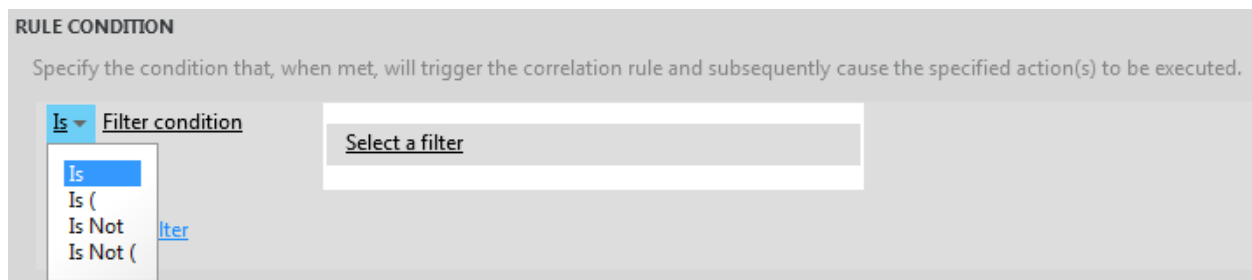 RULE CONDITION
Specify the condition that, when met, will trigger the correlation rule and subsequently cause the specified action(s) to be executed.
Is Filter condition
Select a filter
Is
Is (
Is Not
lter
Is Not (